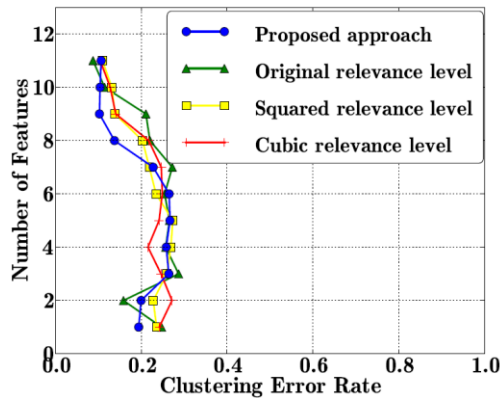 12
10
8
6
4
2
0
Number of Features
Proposed approach
Original relevance level
Squared relevance level
Cubic relevance level
0.0 0.2 0.4 0.6 0.8 1.0
Clustering Error Rate